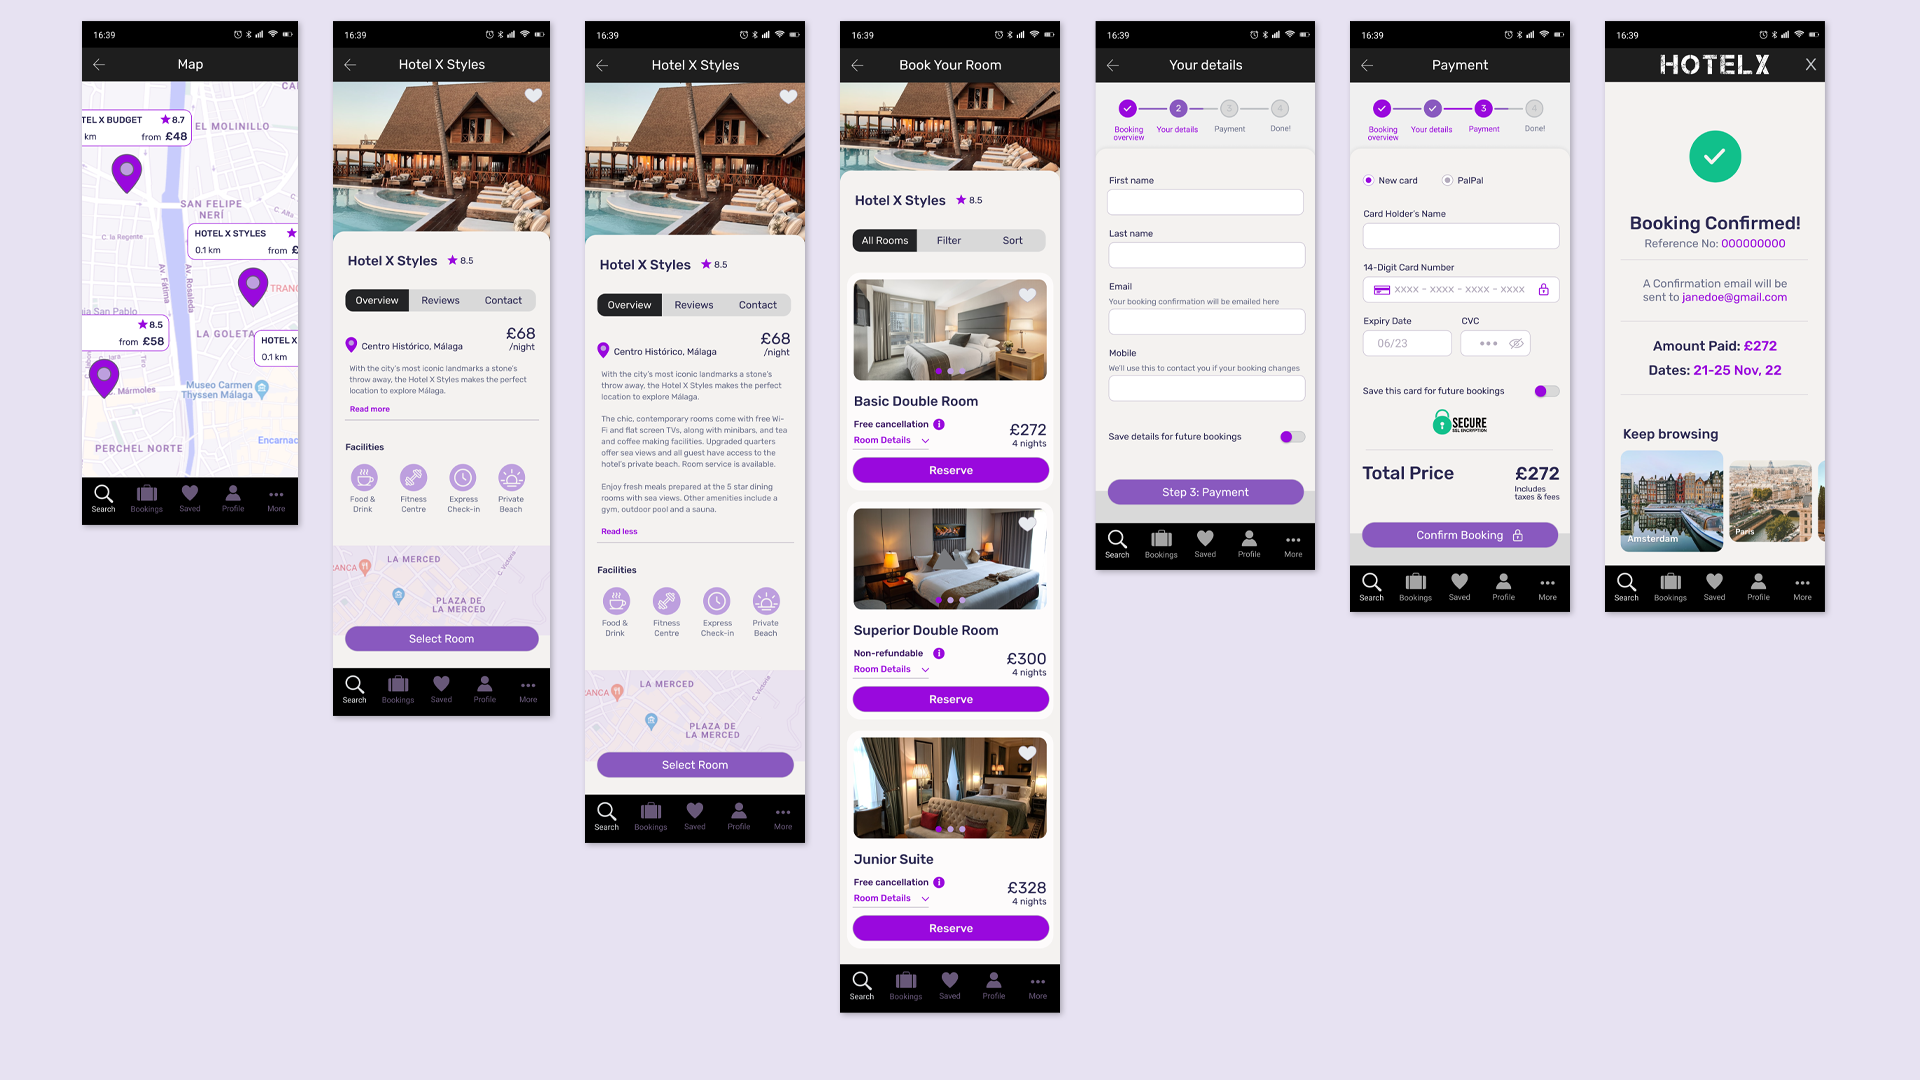 16:39
Map
CA
TEL X BUDGET 8.7
km from £48
EL MOLINILLO
SAN FELIPE
NERÍ
C. Alta
C. la Regente
HOTEL X STYLES
0.1 km from £
Av. Fátima
Av. Rosaleda
TRANC
ia San Pablo
8.5
from £58
LA GOLETA
HOTEL X
0.1 km
Mármoles
Museo Carmen
Thyssen Málaga
Encarnac
PERCHEL NORTE
Search
Bookings
Saved
Profile
More
16:39
Hotel X Styles
Hotel X Styles 8.5
Overview
Reviews
Contact
£68
/night
Centro Histórico, Málaga
With the city's most iconic landmarks a stone's
throw away, the Hotel X Styles makes the perfect
location to explore Málaga.
Read more
Facilities
Food &
Drink
Fitness
Centre
Express
Check-in
Private
Beach
LA MERCED
C. Victoria
RANCA
PLAZA DE
LA MERCED
Select Room
Search
Bookings
Saved
Profile
More
16:39
Hotel X Styles
Hotel X Styles 8.5
Overview
Reviews
Contact
£68
/night
Centro Histórico, Málaga
With the city's most iconic landmarks a stone's
throw away, the Hotel X Styles makes the perfect
location to explore Málaga.
The chic, contemporary rooms come with free Wi-
Fi and flat screen TVs, along with minibars, and tea
and coffee making facilities. Upgraded quarters
offer sea views and all guest have access to the
hotel's private beach. Room service is available.
Enjoy fresh meals prepared at the 5 star dining
rooms with sea views. Other amenities include a
gym, outdoor pool and a sauna.
Read less
Facilities
Food &
Drink
Fitness
Centre
Express
Check-in
Private
Beach
LA MERCED
C. Victoria
ANCA
PLAZA DE
LA MERCED
Select Room
Search
Bookings
Saved
Profile
More
16:39
Book Your Room
Hotel X Styles 8.5
All Rooms
Filter
Sort
Basic Double Room
Free cancellation i
Room Details
£272
4 nights
Reserve
Superior Double Room
Non-refundable i
Room Details
£300
4 nights
Reserve
Junior Suite
Free cancellation i
Room Details
£328
4 nights
Reserve
Search
Bookings
Saved
Profile
More
16:39
Your details
2
3
4
Booking
overview
Your details
Payment
Done!
First name
Last name
Email
Your booking confirmation will be emailed here
Mobile
We'll use this to contact you if your booking changes
Save details for future bookings
Step 3: Payment
Search
Bookings
Saved
Profile
More
16:39
Payment
3
4
Booking
overview
Your details
Payment
Done!
New card
PalPal
Card Holder's Name
14-Digit Card Number
XXXX - XXXX - XXXX - XXXX
Expiry Date
CVC
06/23
Save this card for future bookings
SECURE
SSL ENCRYPTION
Total Price
£272
Includes
taxes & fees
Confirm Booking
Search
Bookings
Saved
Profile
More
16:39
HOTELX
X
Booking Confirmed!
Reference No: 000000000
A Confirmation email will be
sent to janedoe@gmail.com
Amount Paid: £272
Dates: 21-25 Nov, 22
Keep browsing
Amsterdam
Paris
Search
Bookings
Saved
Profile
More